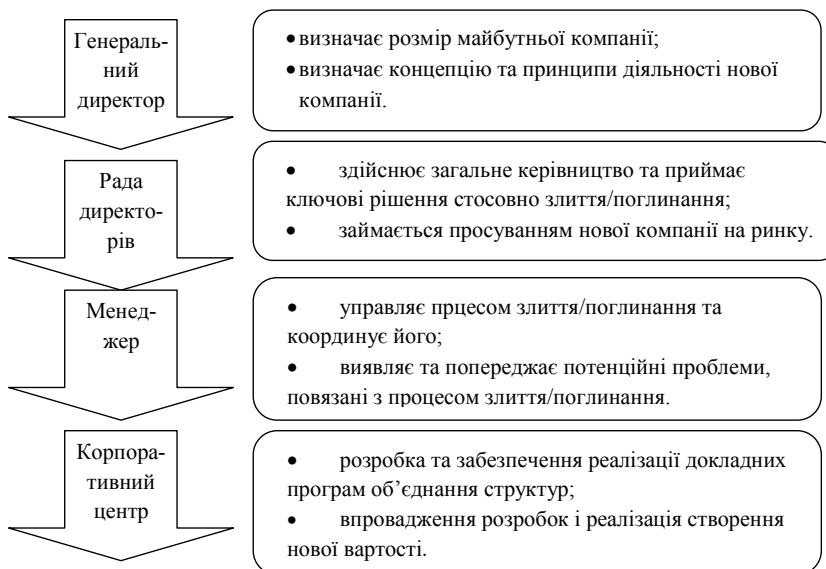 Генераль-
ний
директор
•визначає розмір майбутньої компанії;
•визначає концепцію та принципи діяльності нової
компанії.
Рада
директо-
рів
• здійснює загальне керівництво та приймає
ключові рішення стосовно злиття/поглинання;
• займається просуванням нової компанії на ринку.
Менед-
жер
• управляє прцесом злиття/поглинання та
координує його;
• виявляє та попереджає потенційні проблеми,
повязані з процесом злиття/поглинання.
Корпора-
тивний
центр
• розробка та забезпечення реалізації докладних
програм об’єднання структур;
• впровадження розробок і реалізація створення
нової вартості.